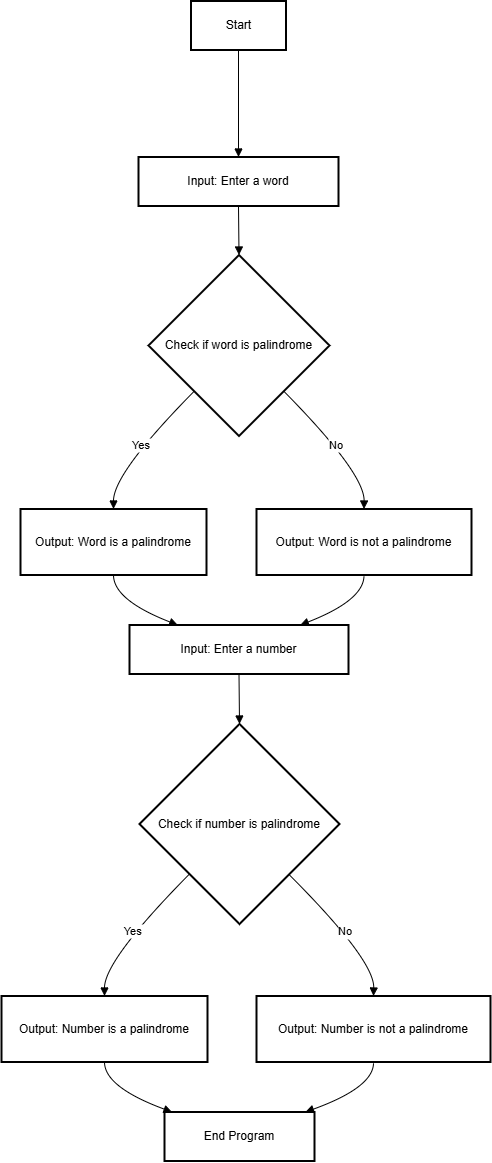 Start
Input: Enter a word
Check if word is palindrome
Yes
No
Output: Word is a palindrome
Output: Word is not a palindrome
Input: Enter a number
Check if number is palindrome
Yes
No
Output: Number is a palindrome
Output: Number is not a palindrome
End Program